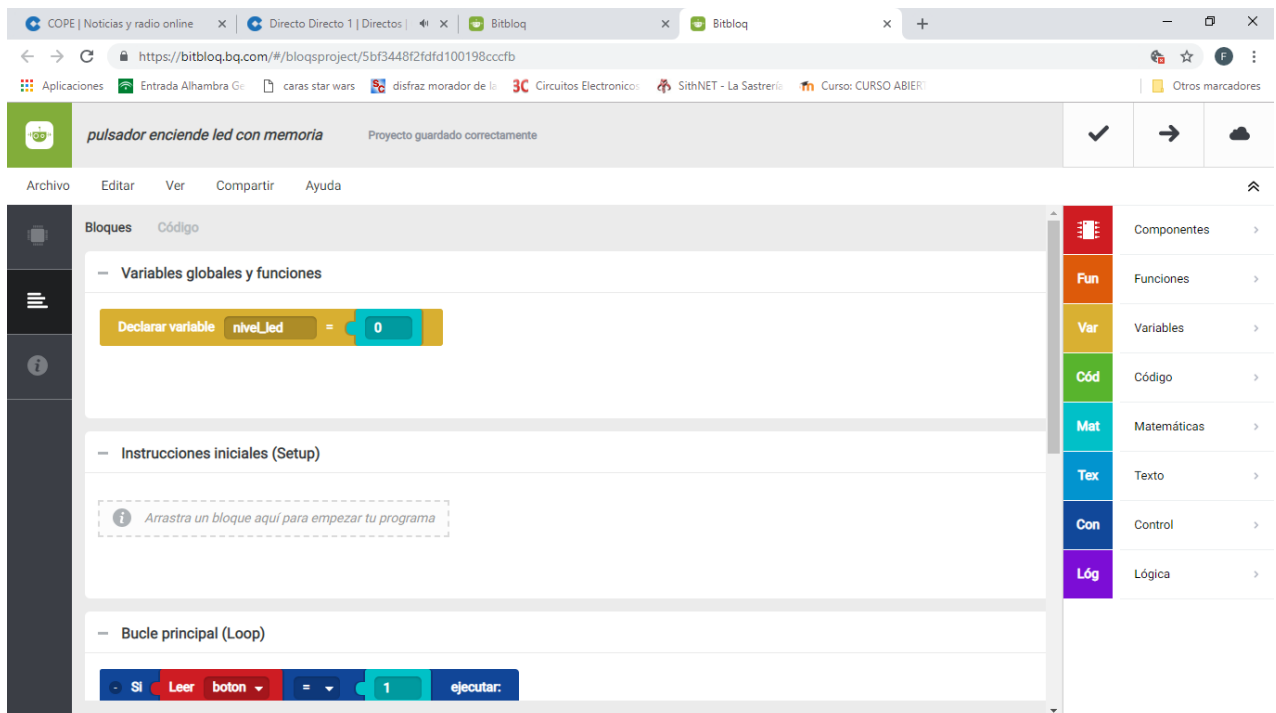 COPE | Noticias y radio online
Directo Directo 1 | Directos |
Bitbloq
Bitbloq
https://bitbloq.bq.com/#/bloqsproject/5bf3448f2fdfd100198cccfb
F
Aplicaciones
Entrada Alhambra Ge
caras star wars
disfraz morador de la
3C Circuitos Electronicos
SithNET - La Sastrería
Curso: CURSO ABIERT
Otros marcadores
pulsador enciende led con memoria
Proyecto guardado correctamente
Archivo Editar Ver Compartir Ayuda
Bloques Código
Variables globales y funciones
Declarar variable nivel_led = 0
Instrucciones iniciales (Setup)
Arrastra un bloque aquí para empezar tu programa
Bucle principal (Loop)
- Si Leer boton = 1 ejecutar:
Componentes
Fun Funciones
Var Variables
Cód Código
Mat Matemáticas
Tex Texto
Con Control
Lóg Lógica